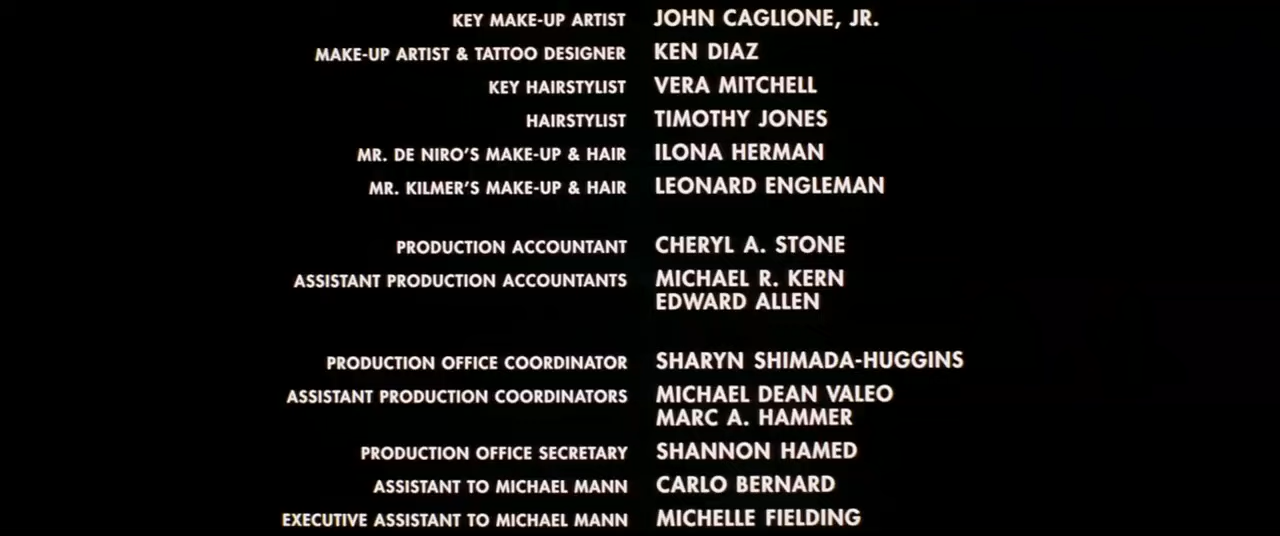 KEY MAKE-UP ARTIST JOHN CAGLIONE, JR.
MAKE-UP ARTIST & TATTOO DESIGNER KEN DIAZ
KEY HAIRSTYLIST VERA MITCHELL
HAIRSTYLIST TIMOTHY JONES
MR. DE NIRO'S MAKE-UP & HAIR ILONA HERMAN
MR. KILMER'S MAKE-UP & HAIR LEONARD ENGLEMAN
PRODUCTION ACCOUNTANT CHERYL A. STONE
ASSISTANT PRODUCTION ACCOUNTANTS MICHAEL R. KERN
EDWARD ALLEN
PRODUCTION OFFICE COORDINATOR SHARYN SHIMADA-HUGGINS
ASSISTANT PRODUCTION COORDINATORS MICHAEL DEAN VALEO
MARC A. HAMMER
PRODUCTION OFFICE SECRETARY SHANNON HAMED
ASSISTANT TO MICHAEL MANN CARLO BERNARD
EXECUTIVE ASSISTANT TO MICHAEL MANN MICHELLE FIELDING